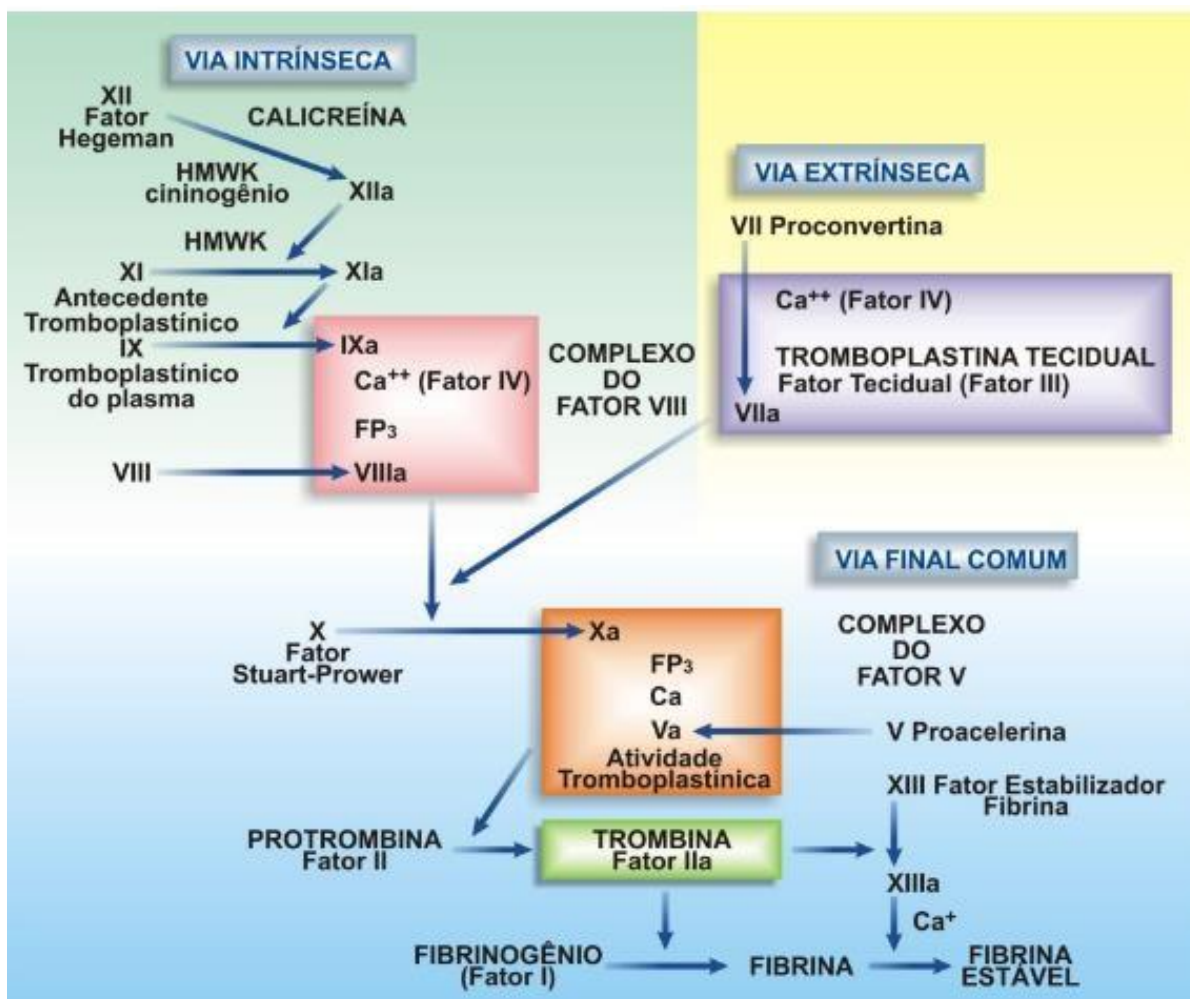 VIA INTRÍNSECA
XII
Fator
Hegeman
CALICREÍNA
HMWK
cininogênio
XIIa
HMWK
XI
XIa
Antecedente
Tromboplastínico
IX
IXa
Tromboplastínico
do plasma
Ca⁺⁺ (Fator IV)
FP₃
VIII
VIIIa
COMPLEXO
DO
FATOR VIII
VIA EXTRÍNSECA
VII Proconvertina
Ca⁺⁺ (Fator IV)
TROMBOPLASTINA TECIDUAL
Fator Tecidual (Fator III)
VIIa
VIA FINAL COMUM
X
Fator
Stuart-Prower
Xa
FP₃
Ca
Va
Atividade
Tromboplastínica
COMPLEXO
DO
FATOR V
V Proacelerina
XIII Fator Estabilizador
Fibrina
PROTROMBINA
Fator II
TROMBINA
Fator IIa
XIIIa
Ca⁺
FIBRINOGÊNIO
(Fator I)
FIBRINA
FIBRINA
ESTÁVEL